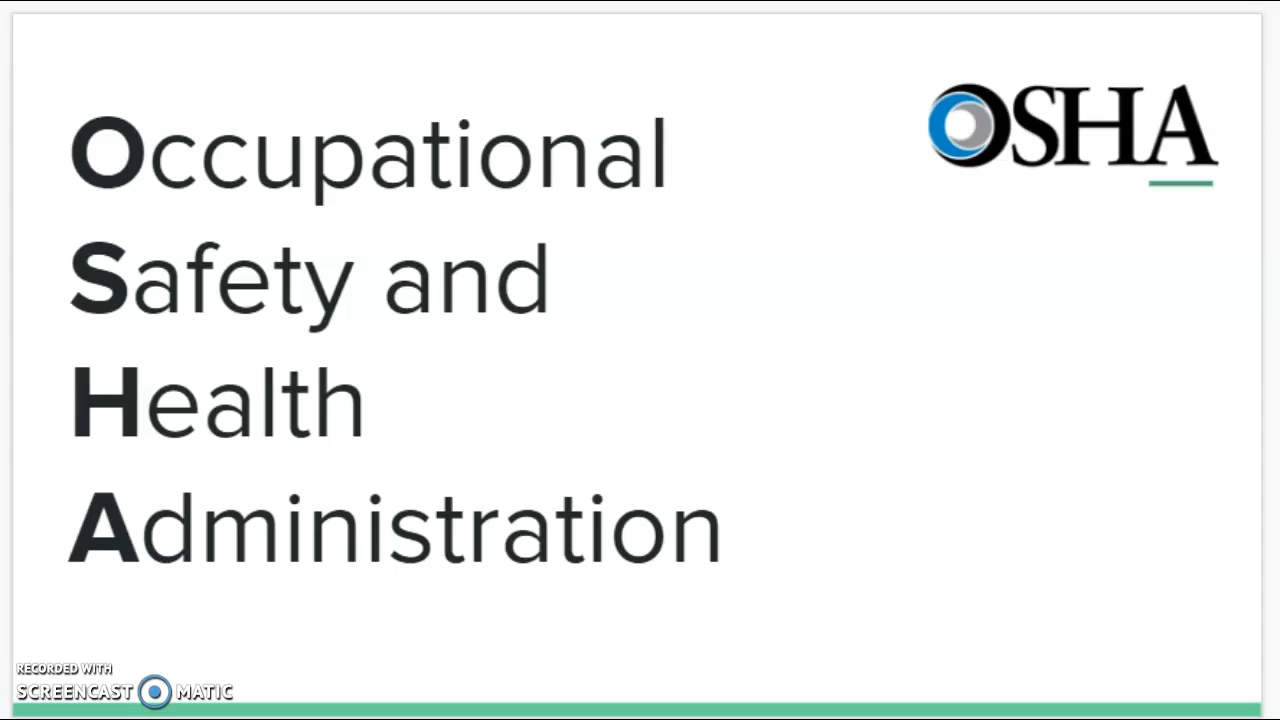 Occupational
OSHA
Safety and
Health
Administration
RECORDED WITH
SCREENCAST MATIC